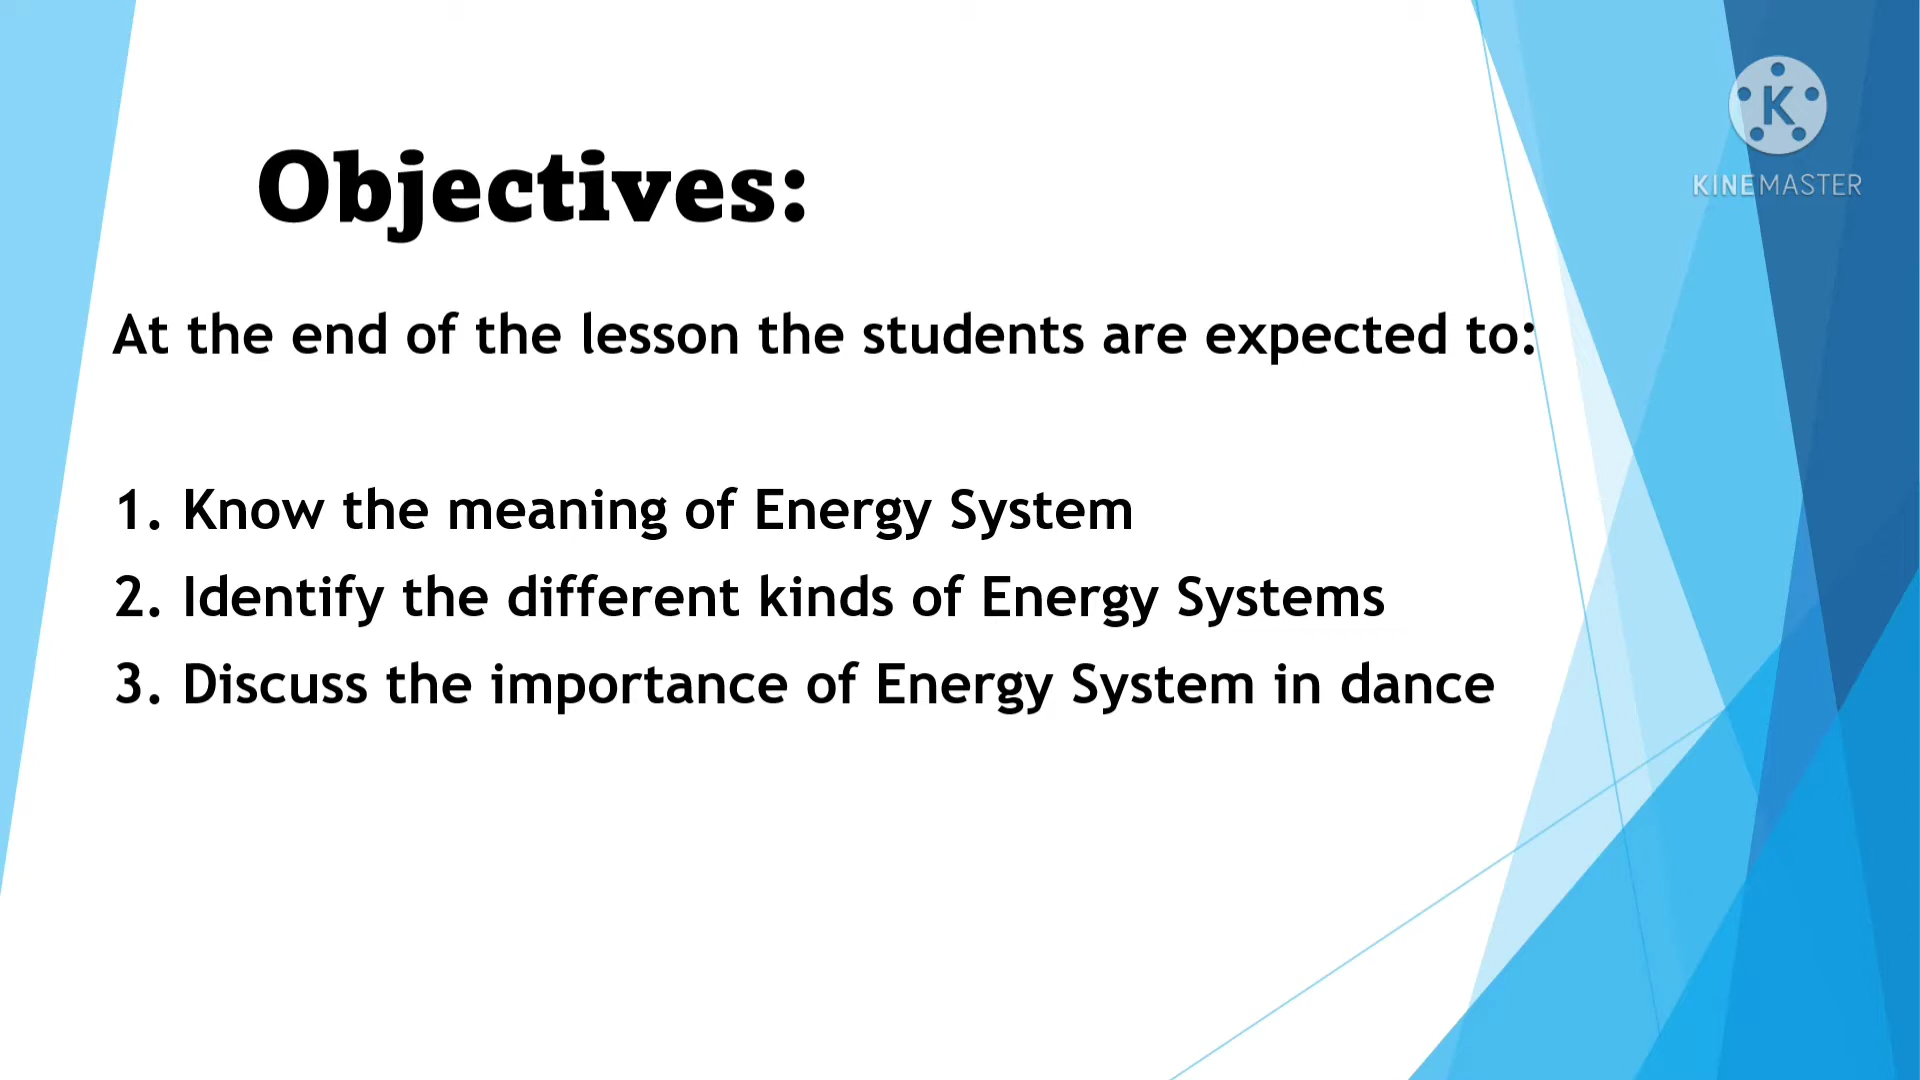 Objectives:
K
KINEMASTER
At the end of the lesson the students are expected to:
1. Know the meaning of Energy System
2. Identify the different kinds of Energy Systems
3. Discuss the importance of Energy System in dance